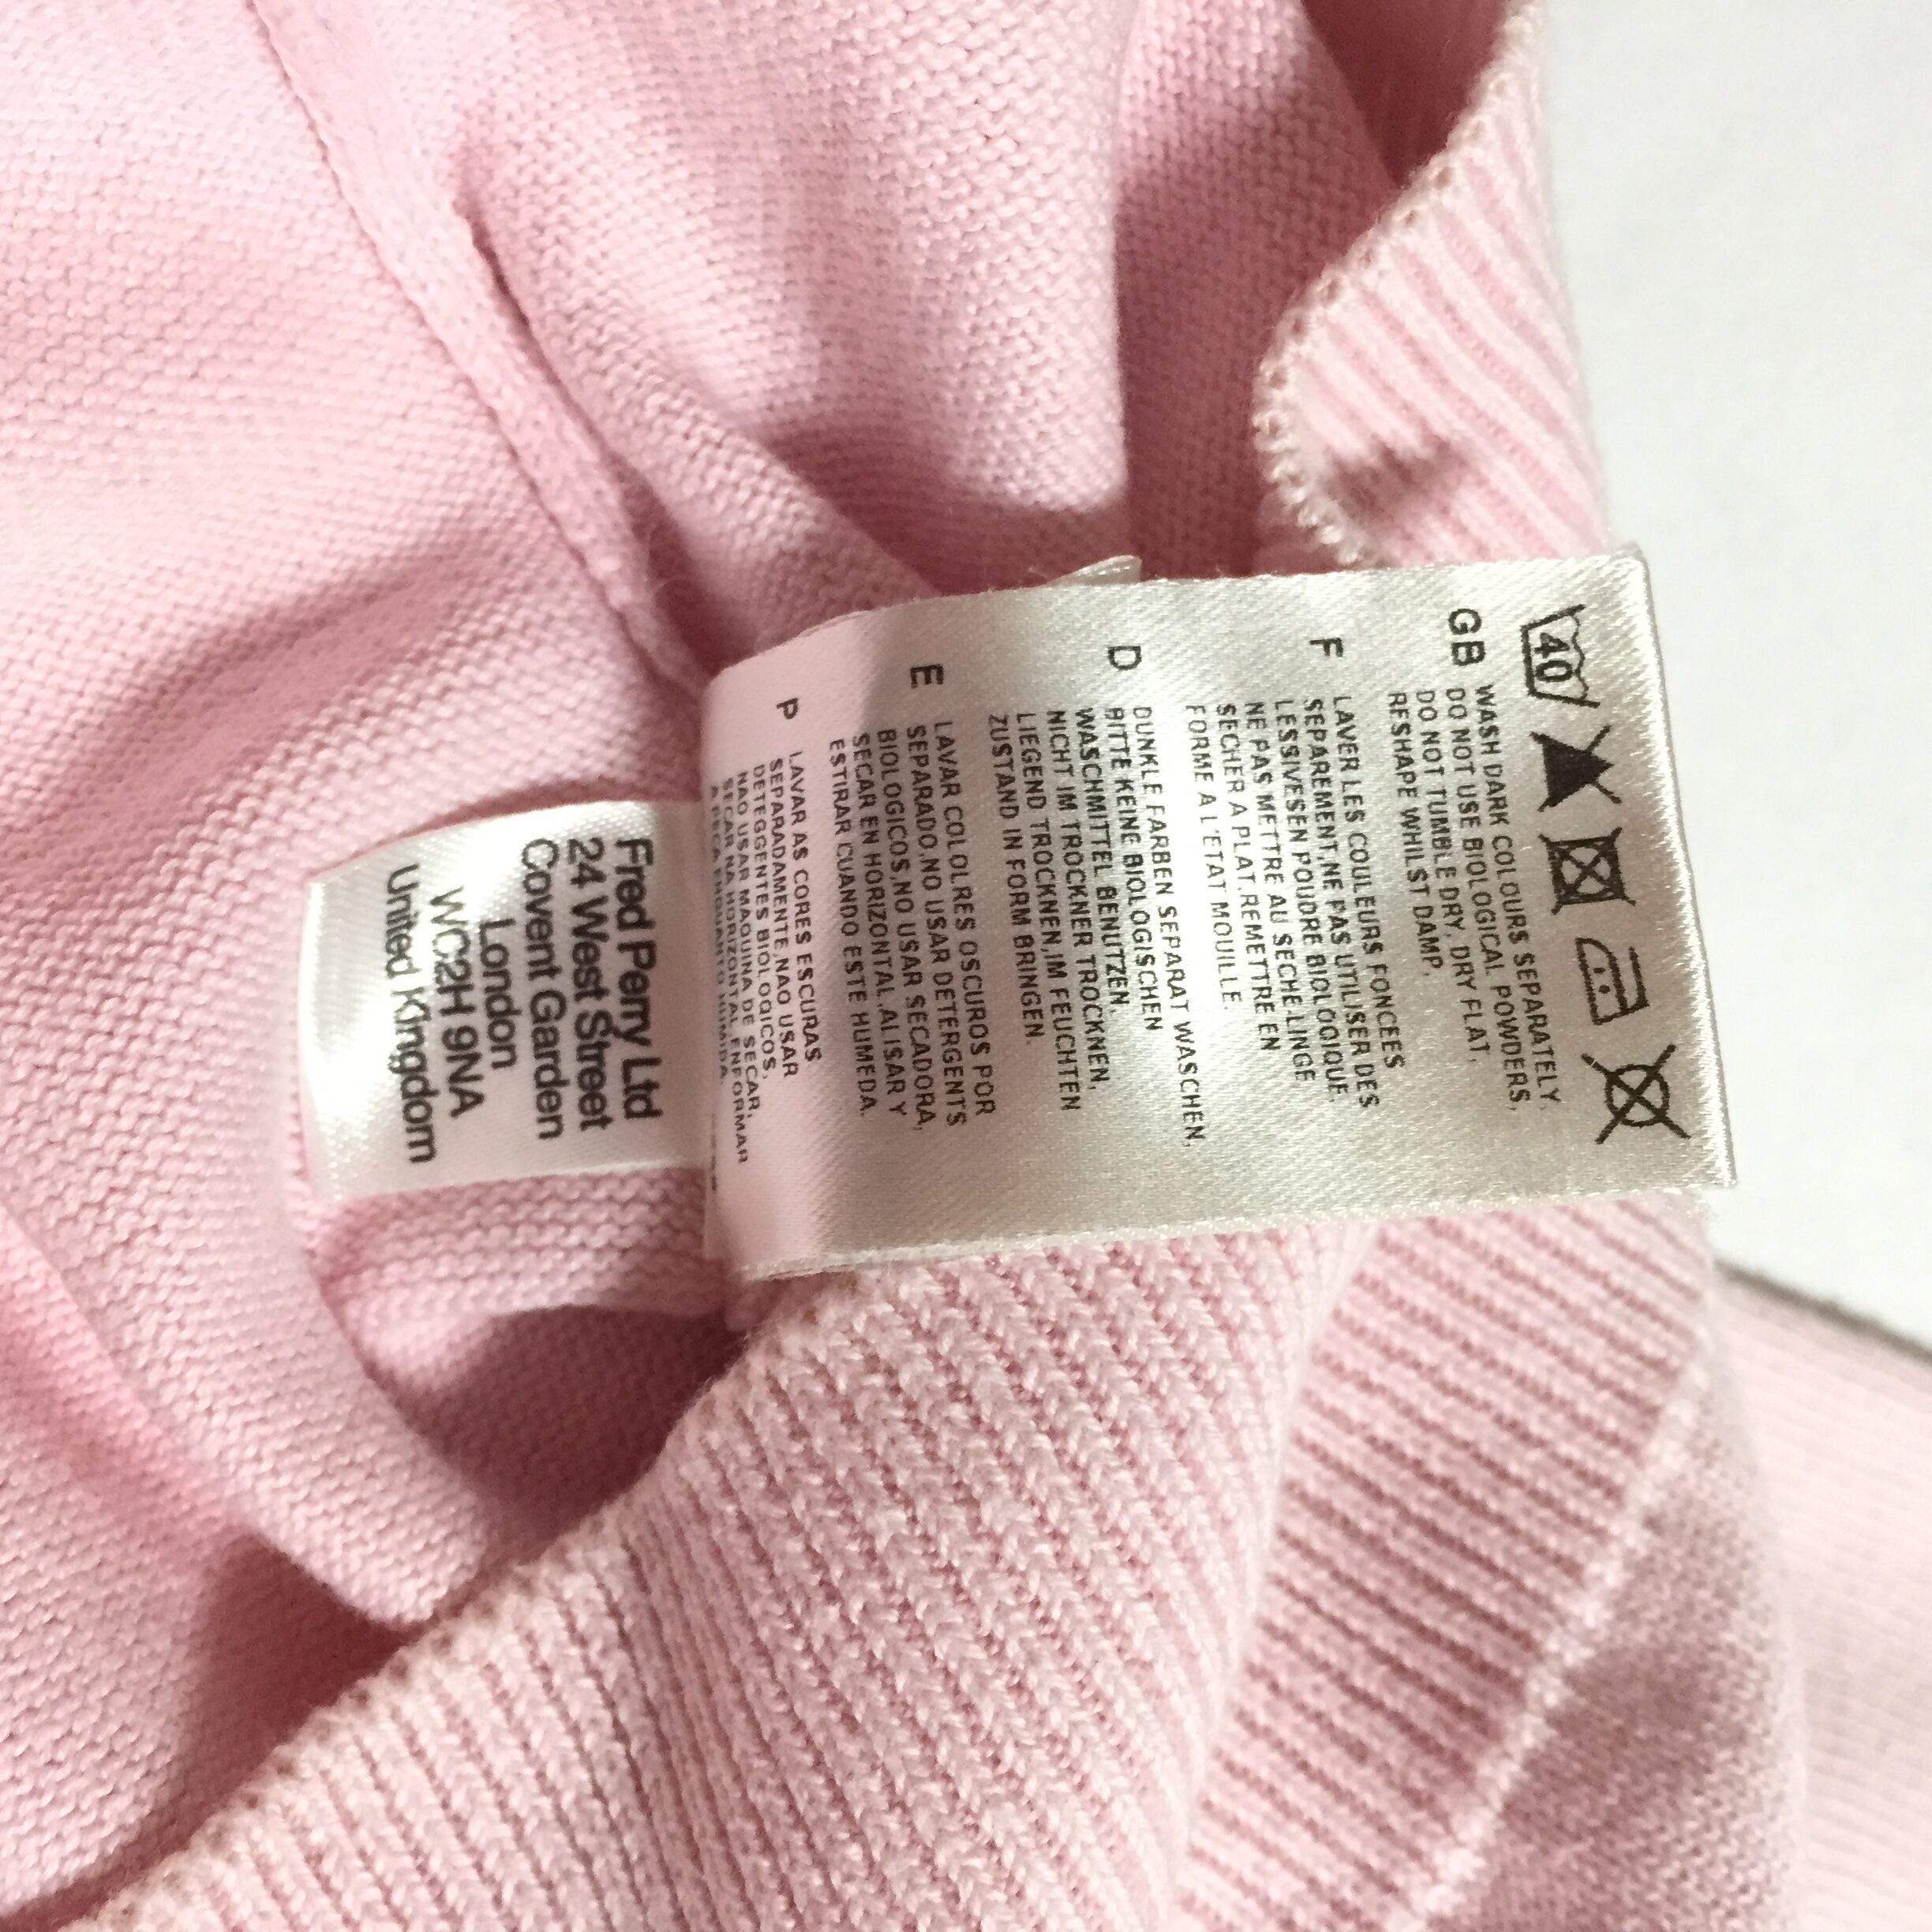 40
GB WASH DARK COLOURS SEPARATELY.
DO NOT USE BIOLOGICAL POWDERS,
DO NOT TUMBLE DRY. DRY FLAT.
RESHAPE WHILST DAMP.
F LAVER LES COULEURS FONCEES
SEPAREMENT,NE PAS UTILISER DES
LESSIVESEN POUDRE BIOLOGIQUE.
NE PAS METTRE AU SECHE-LINGE
SECHER A PLAT.REMETTRE EN
FORME A L'ETAT MOUILLE.
D DUNKLE FARBEN SEPARAT WASCHEN,
BITTE KEINE BIOLOGISCHEN
WASCHMITTEL BENUTZEN.
NICHT IM TROCKNER TROCKNEN.
LIEGEND TROCKNEN,IM FEUCHTEN
ZUSTAND IN FORM BRINGEN.
E LAVAR COLOLRES OSCUROS POR
SEPARADO,NO USAR DETERGENTS
BIOLOGICOS,NO USAR SECADORA,
SECAR EN HORIZONTAL,ALISAR Y
ESTIRAR CUANDO ESTE HUMEDA.
P LAVAR AS CORES ESCURAS
SEPARADAMENTE,NAO USAR
DETEGGENTES BIOLOQICOS,
NAO USAR MAQUINA DE SECAR,
SECAR NA HORIZONTAL ENFORMAR
A PECA ENQUANTO HUMIDA.
Fred Perry Ltd
24 West Street
Covent Garden
London
WC2H 9NA
United Kingdom